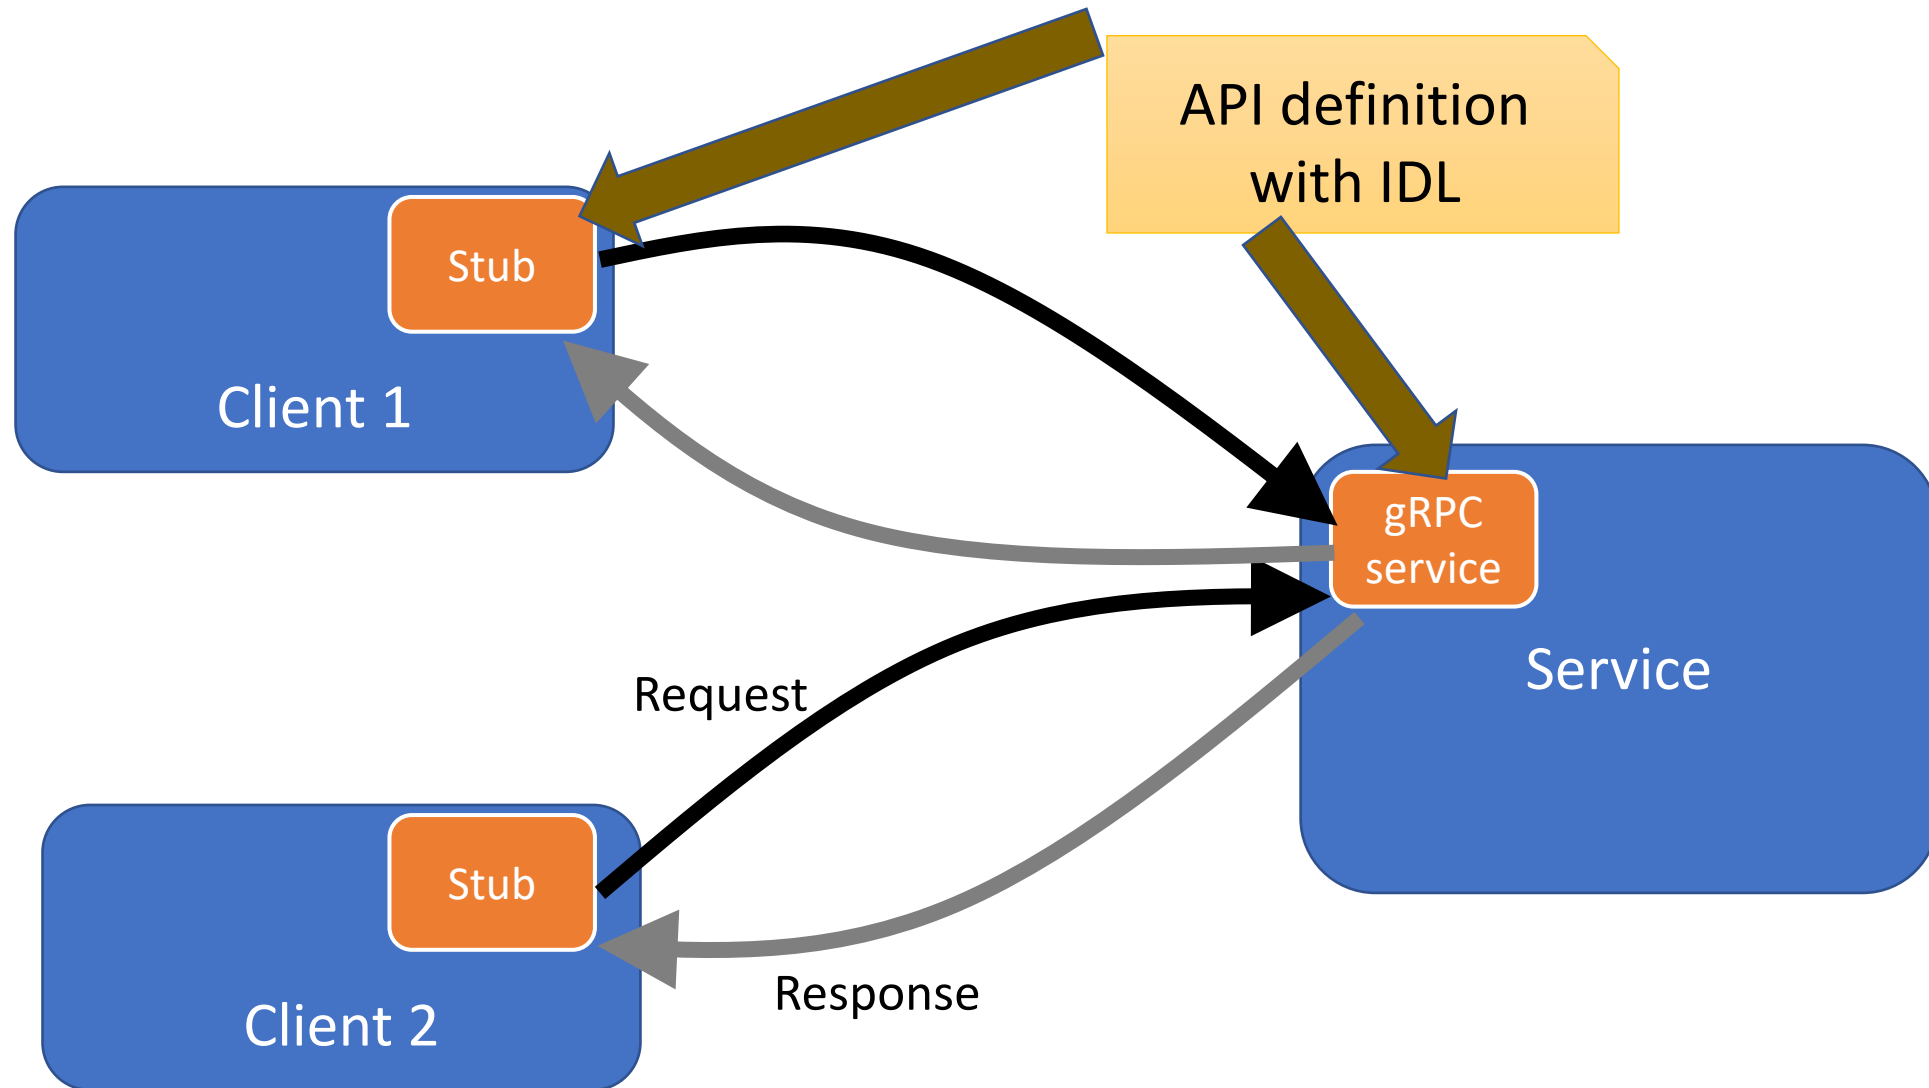 API definition
with IDL
Stub
Client 1
gRPC
service
Service
Request
Stub
Response
Client 2